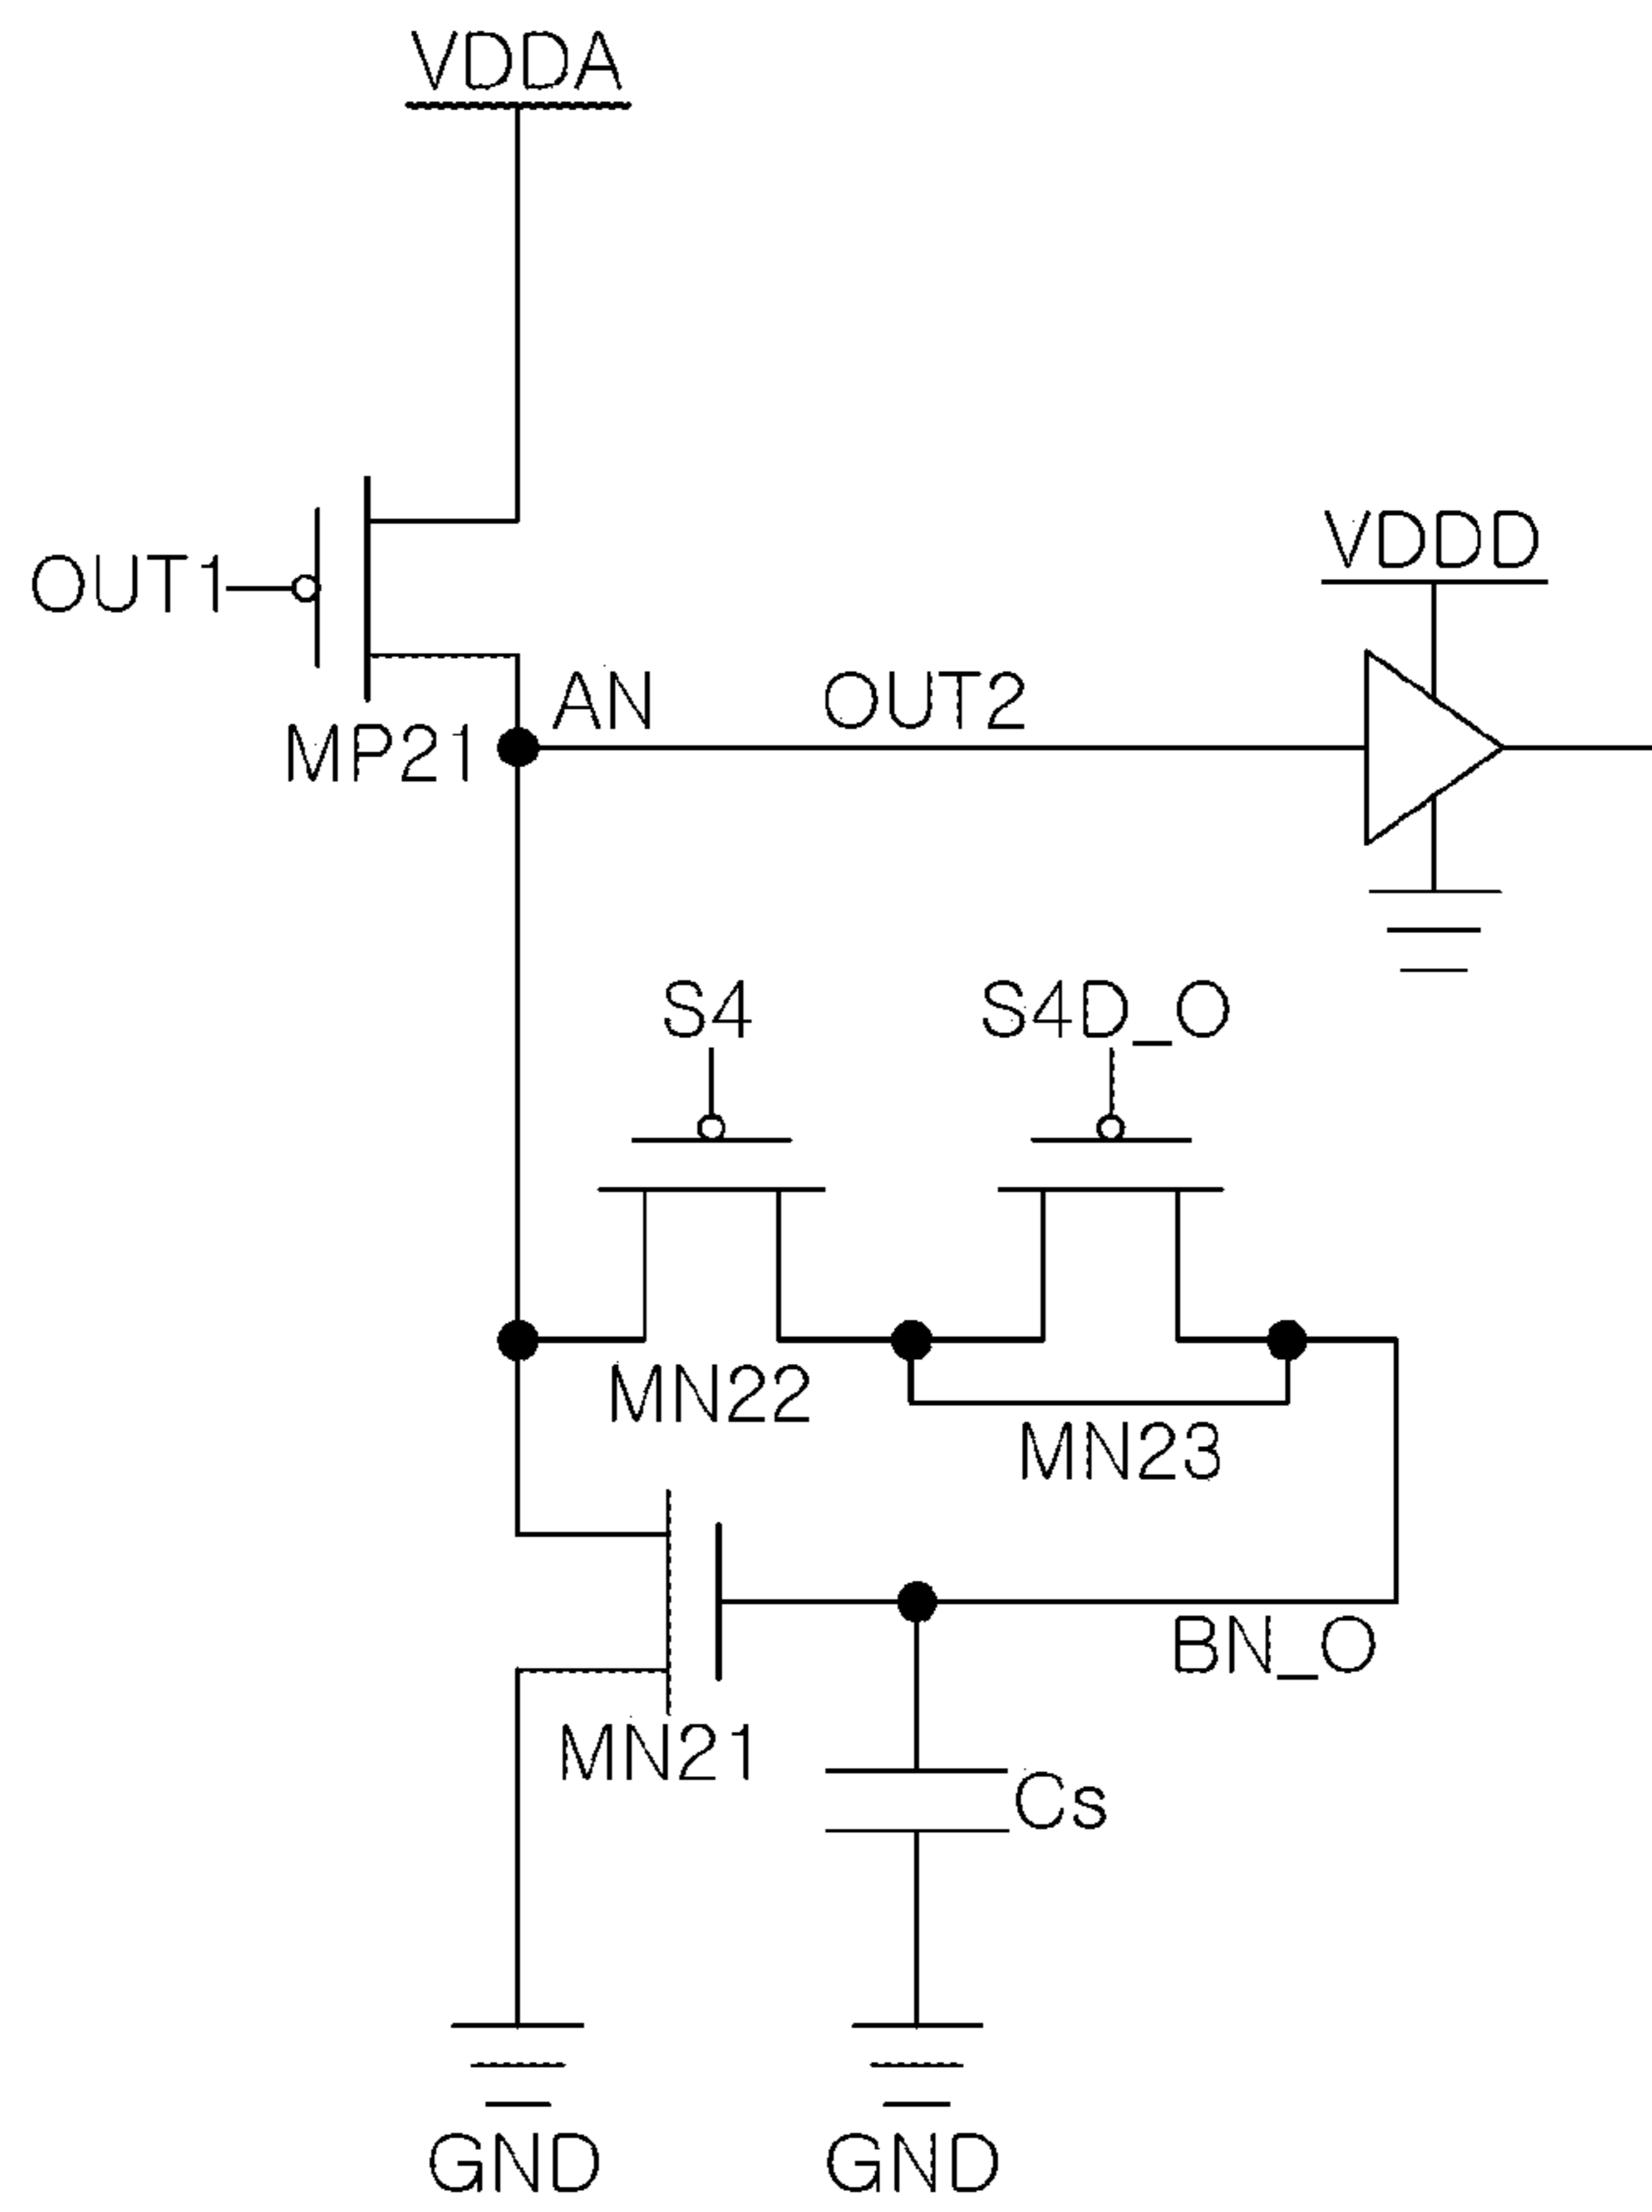 VDDA
VDDD
OUT1
AN
OUT2
MP21
S4
S4D_O
MN22
MN23
BN_O
MN21
Cs
GND
GND